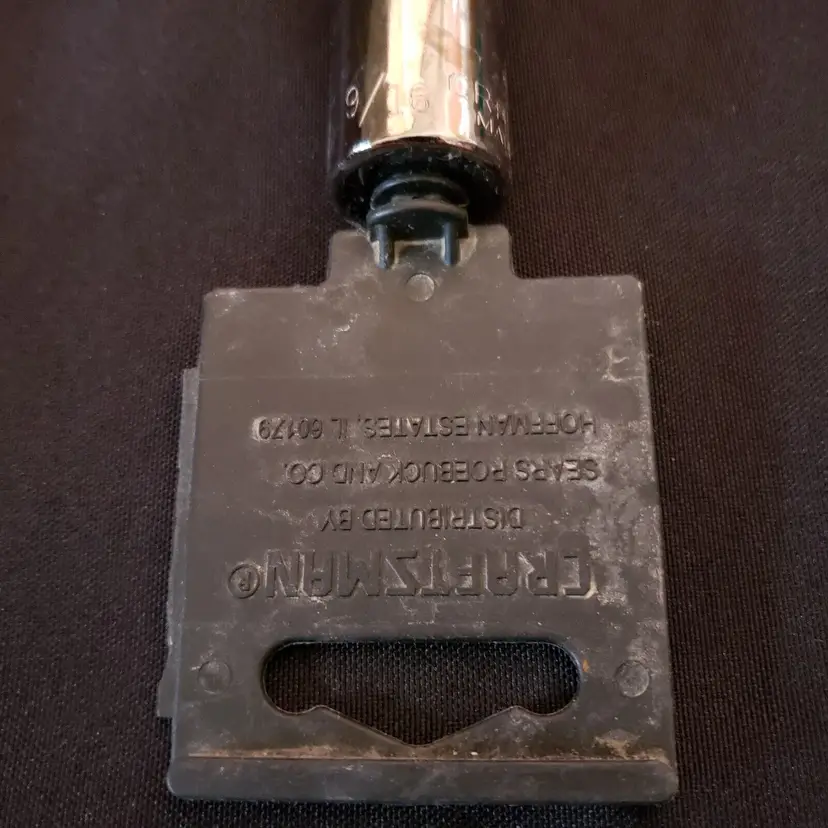 9/16
CRAFTSMAN®
DISTRIBUTED BY
SEARS ROEBUCK AND CO.
HOFFMAN ESTATES, IL 60179